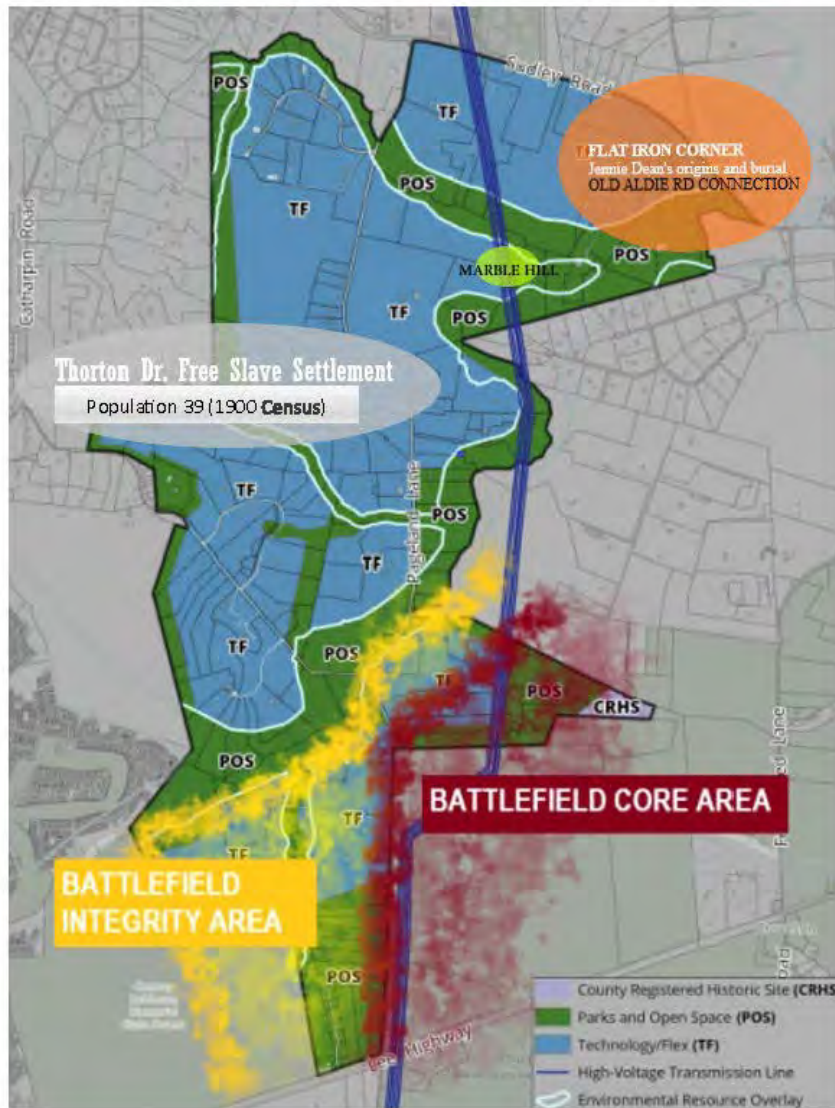 POS
Sudley Road
TF
FLAT IRON CORNER
Jennie Dean's origins and burial
OLD ALDIE RD CONNECTION
POS
TF
POS
MARBLE HILL
Catharpin Road
TF
POS
Thorton Dr. Free Slave Settlement
Population 39 (1900 Census)
TF
POS
Pageland Lane
TF
TF
POS
TF
POS
CRHS
POS
BATTLEFIELD CORE AREA
TF
TF
BATTLEFIELD
INTEGRITY AREA
POS
Lee Highway
Lane
County Registered Historic Site (CRHS
Parks and Open Space (POS)
Technology/Flex (TF)
High-Voltage Transmission Line
Environmental Resource Overlay